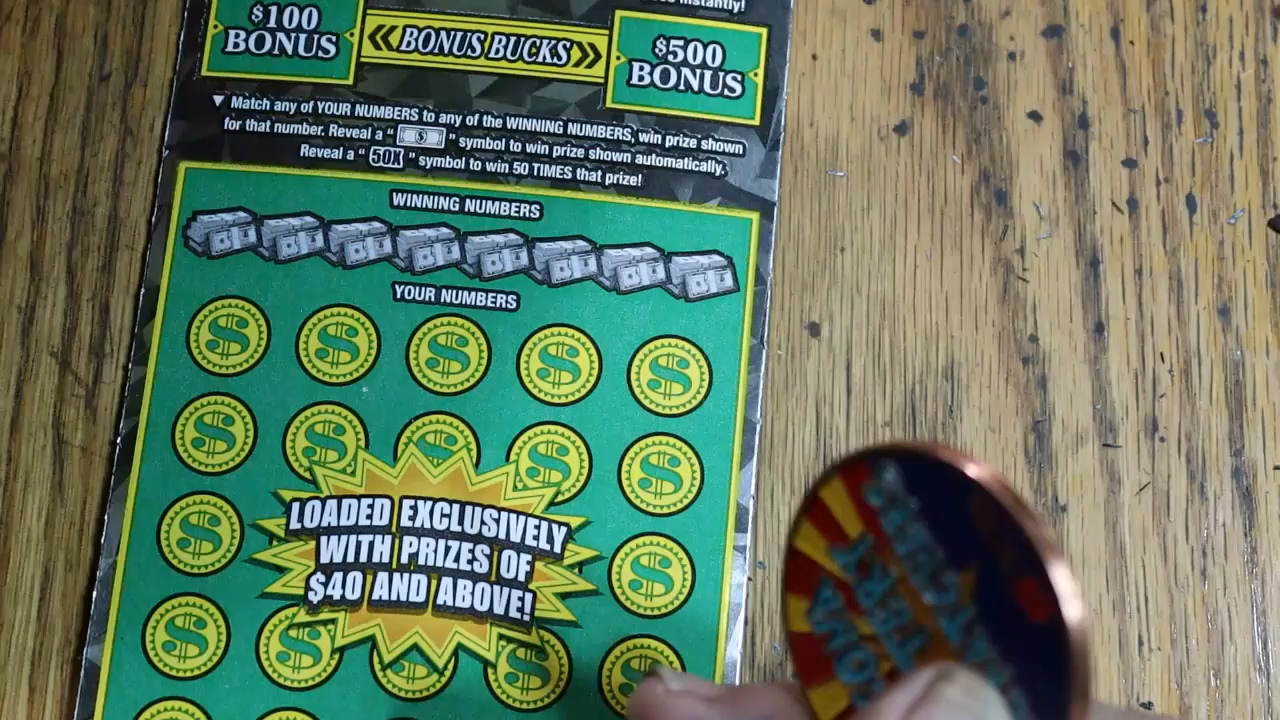 instantly!
$100
BONUS
BONUS BUCKS
$500
BONUS
Match any of YOUR NUMBERS to any of the WINNING NUMBERS, win prize shown
for that number. Reveal a " " symbol to win prize shown automatically.
Reveal a " 50X " symbol to win 50 TIMES that prize!
WINNING NUMBERS
YOUR NUMBERS
LOADED EXCLUSIVELY
WITH PRIZES OF
$40 AND ABOVE!